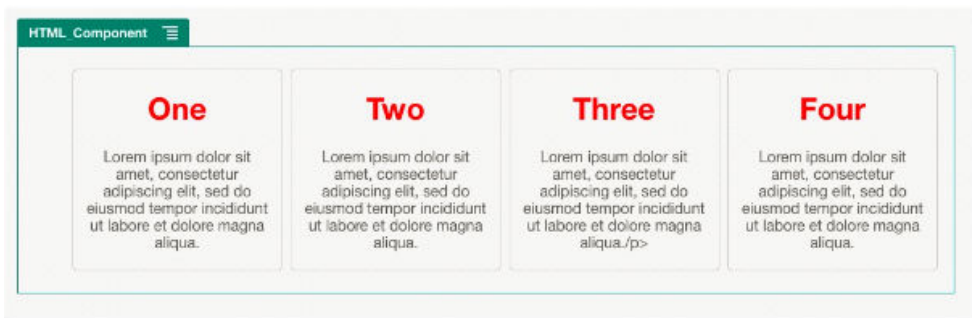 HTML_Component
One
Lorem ipsum dolor sit
amet, consectetur
adipiscing elit, sed do
eiusmod tempor incididunt
ut labore et dolore magna
aliqua.
Two
Lorem ipsum dolor sit
amet, consectetur
adipiscing elit, sed do
eiusmod tempor incididunt
ut labore et dolore magna
aliqua.
Three
Lorem ipsum dolor sit
amet, consectetur
adipiscing elit, sed do
eiusmod tempor incididunt
ut labore et dolore magna
aliqua./p>
Four
Lorem ipsum dolor sit
amet, consectetur
adipiscing elit, sed do
eiusmod tempor incididunt
ut labore et dolore magna
aliqua.